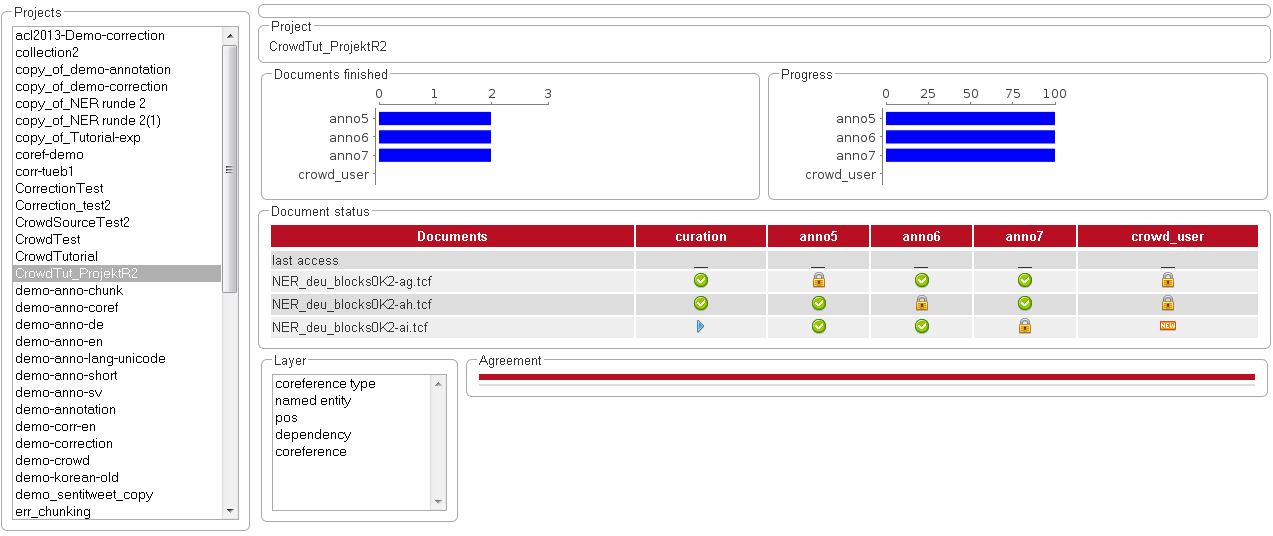 Projects
acl2013-Demo-correction
collection2
copy_of_demo-annotation
copy_of_demo-correction
copy_of_NER runde 2
copy_of_NER runde 2(1)
copy_of_Tutorial-exp
coref-demo
corr-tueb1
CorrectionTest
Correction_test2
CrowdSourceTest2
CrowdTest
CrowdTutorial
CrowdTut_ProjektR2
demo-anno-chunk
demo-anno-coref
demo-anno-de
demo-anno-en
demo-anno-lang-unicode
demo-anno-short
demo-anno-sv
demo-annotation
demo-corr-en
demo-correction
demo-crowd
demo-korean-old
demo_sentitweet_copy
err_chunking
Project
CrowdTut_ProjektR2
Documents finished
0 1 2 3
anno5
anno6
anno7
crowd_user
Progress
0 25 50 75 100
anno5
anno6
anno7
crowd_user
Document status
Documents curation anno5 anno6 anno7 crowd_user
last access __ __ __ __ __
NER_deu_blocks0K2-ag.tcf
NER_deu_blocks0K2-ah.tcf
NER_deu_blocks0K2-ai.tcf NEW
Layer
coreference type
named entity
pos
dependency
coreference
Agreement